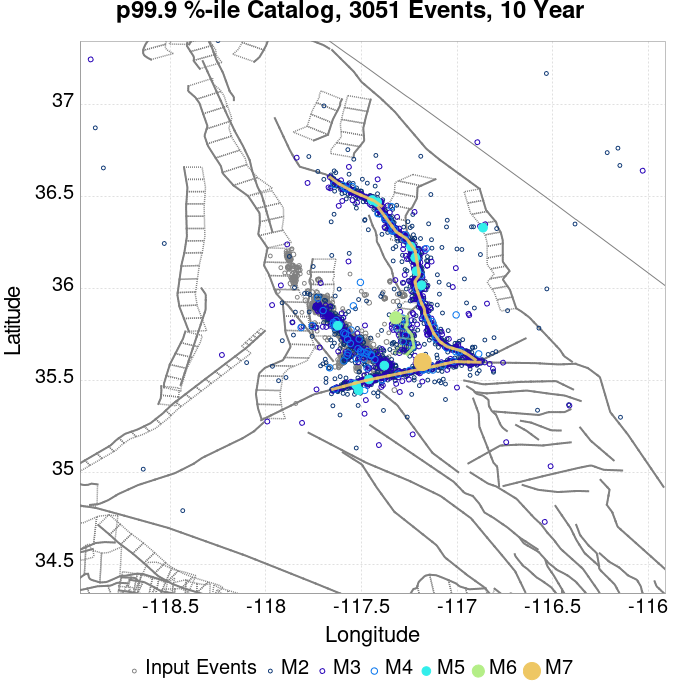 p99.9 %-ile Catalog, 3051 Events, 10 Year
37
36.5
36
35.5
35
34.5
Latitude
-118.5 -118 -117.5 -117 -116.5 -116
Longitude
Input Events M2 M3 M4 M5 M6 M7